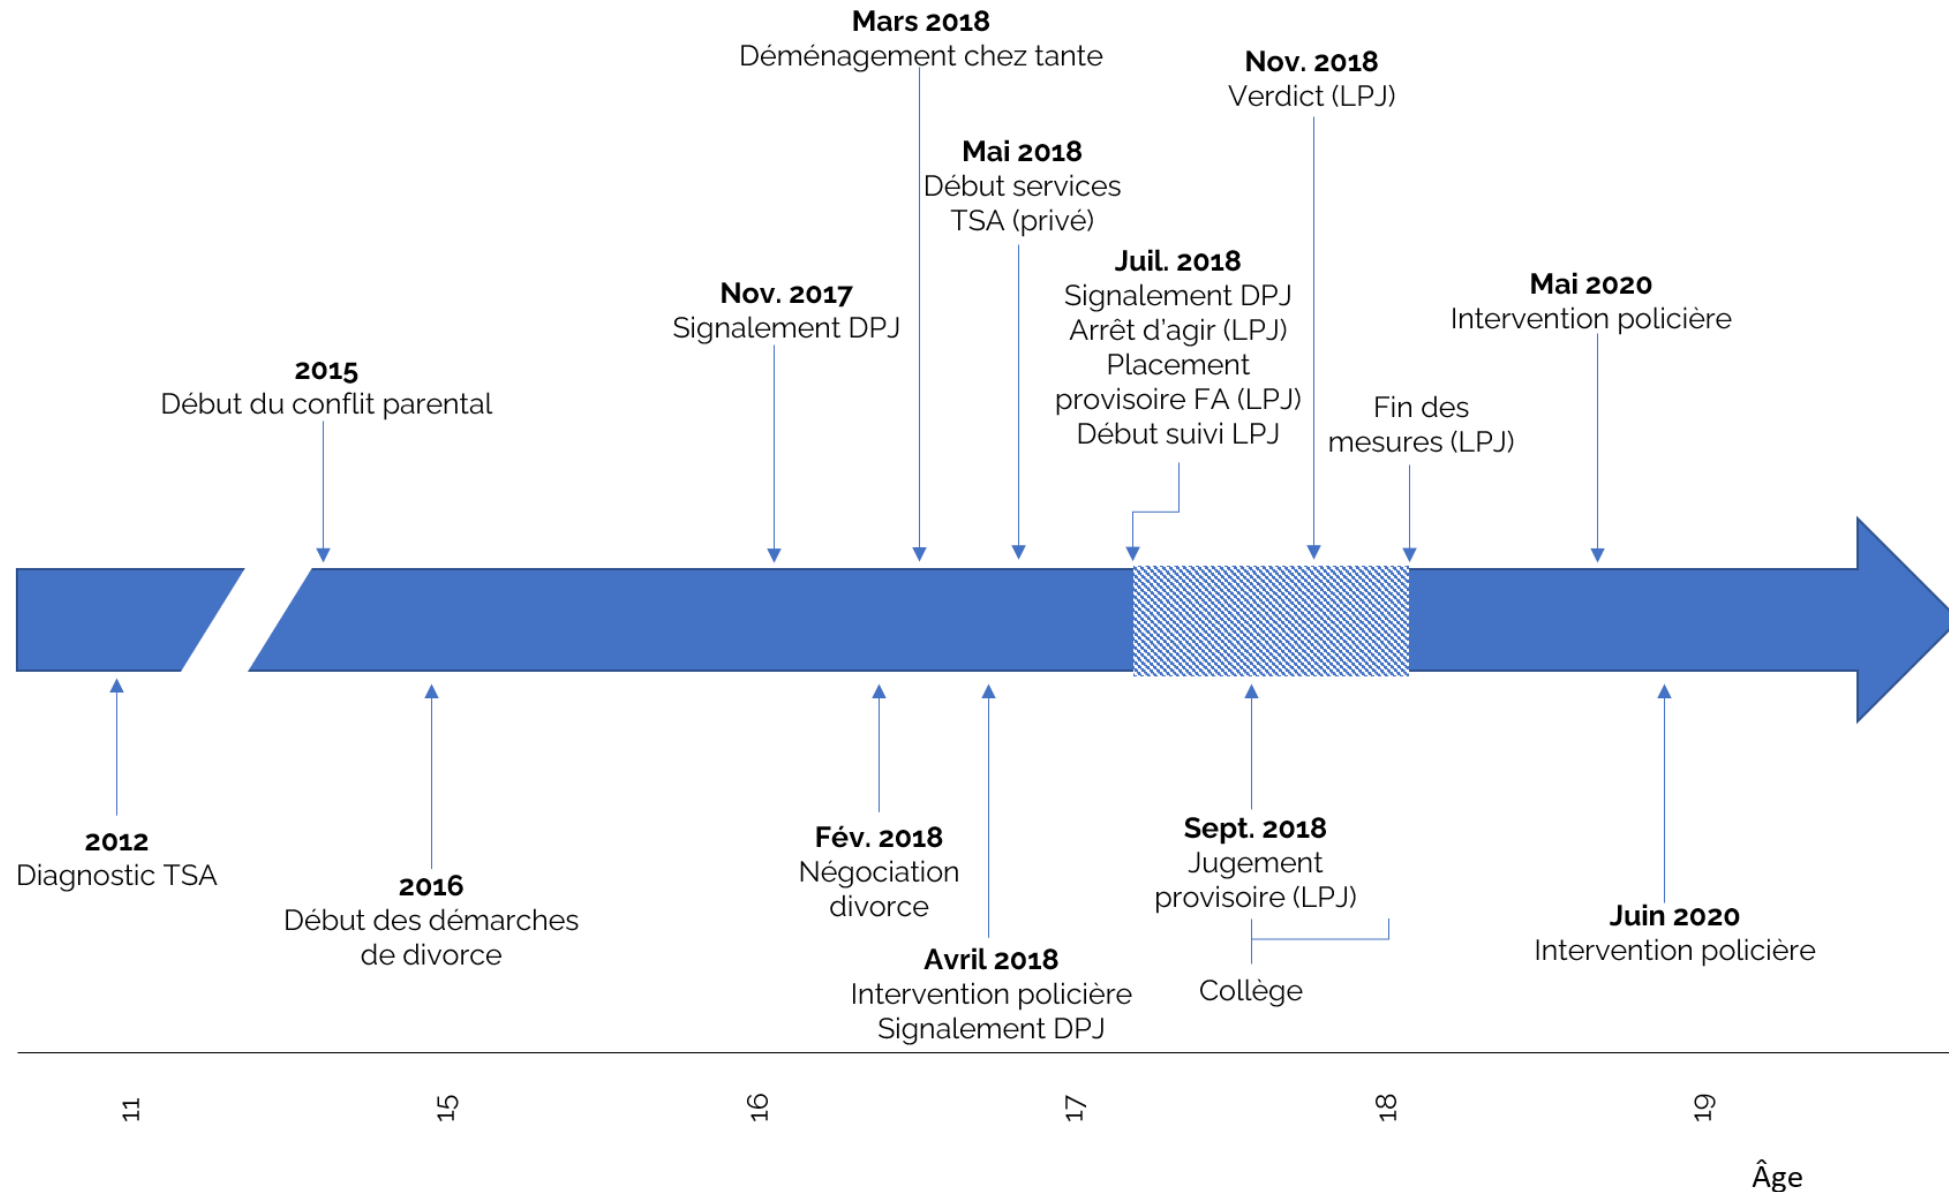 Mars 2018
Déménagement chez tante
Nov. 2018
Verdict (LPJ)
Mai 2018
Début services
TSA (privé)
Juil. 2018
Signalement DPJ
Arrêt d'agir (LPJ)
Placement
provisoire FA (LPJ)
Début suivi LPJ
Nov. 2017
Signalement DPJ
Mai 2020
Intervention policière
2015
Début du conflit parental
Fin des
mesures (LPJ)
2012
Diagnostic TSA
2016
Début des démarches
de divorce
Fév. 2018
Négociation
divorce
Avril 2018
Intervention policière
Signalement DPJ
Sept. 2018
Jugement
provisoire (LPJ)
Collège
Juin 2020
Intervention policière
11
15
16
17
18
19
Âge